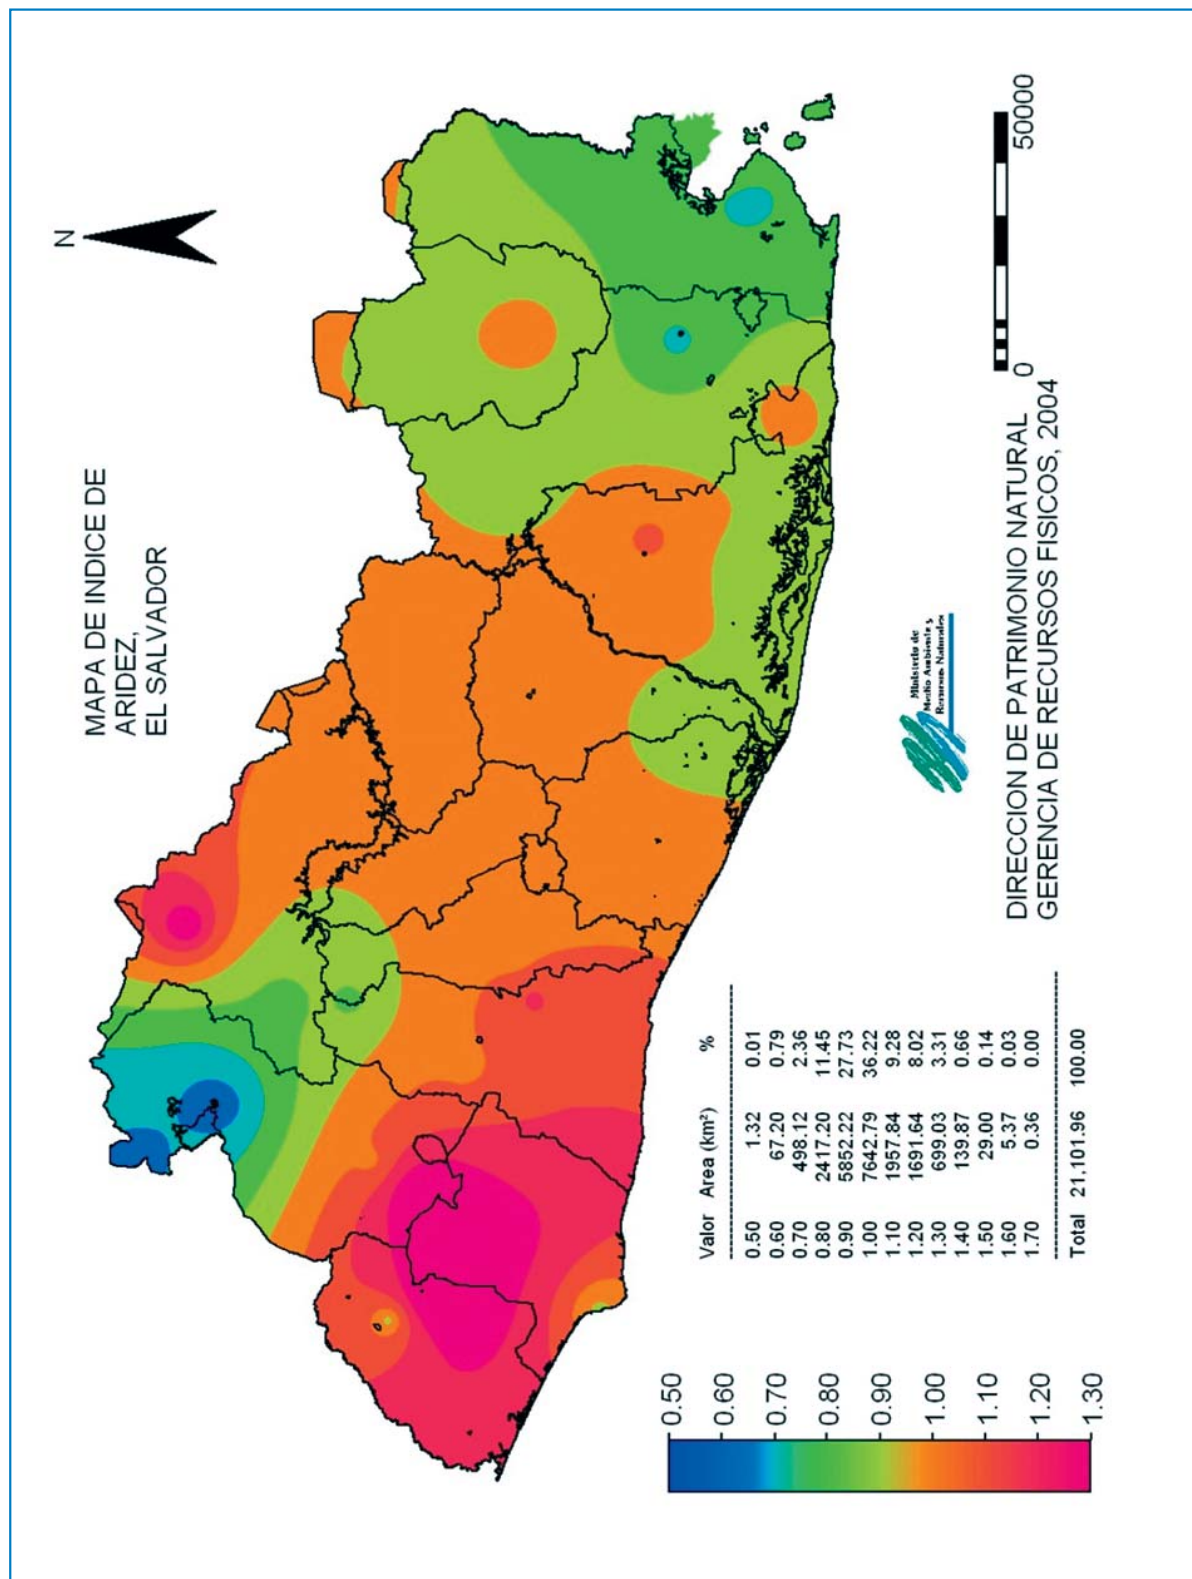 N
MAPA DE INDICE DE
ARIDEZ,
EL SALVADOR
Ministerio de
Medio Ambiente y
Recursos Naturales
0 50000
DIRECCION DE PATRIMONIO NATURAL
GERENCIA DE RECURSOS FISICOS, 2004
Valor Area (km²) %
0.50 1.32 0.01
0.60 67.20 0.79
0.70 498.12 2.36
0.80 2417.20 11.45
0.90 5852.22 27.73
1.00 7642.79 36.22
1.10 1957.84 9.28
1.20 1691.64 8.02
1.30 699.03 3.31
1.40 139.87 0.66
1.50 29.00 0.14
1.60 5.37 0.03
1.70 0.36 0.00
Total 21,101.96 100.00
0.50
0.60
0.70
0.80
0.90
1.00
1.10
1.20
1.30